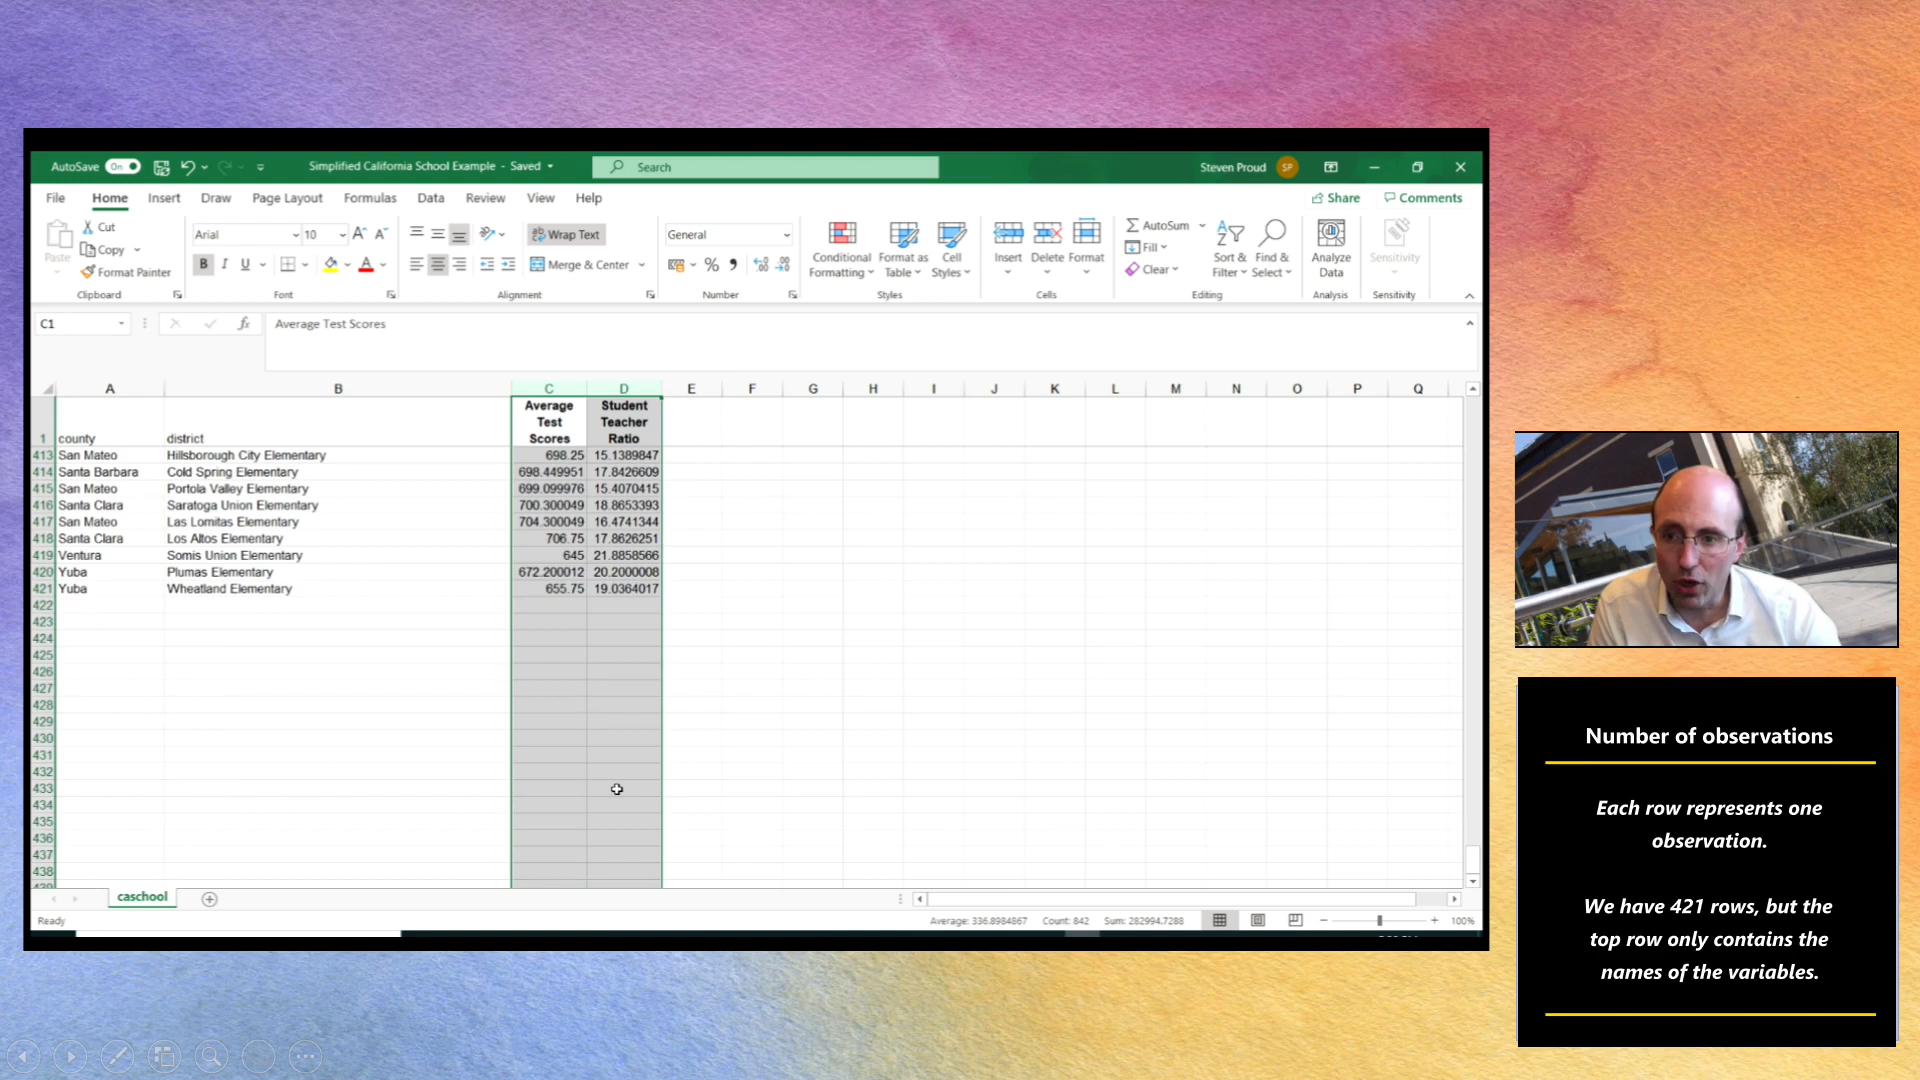 AutoSave On Simplified California School Example - Saved Search Steven Proud SP
File Home Insert Draw Page Layout Formulas Data Review View Help Share Comments
Paste Cut Copy Format Painter Clipboard
Arial 10 A A B I U A Font
ab Wrap Text Merge & Center Alignment
General % Number
Conditional Formatting Format as Table Cell Styles Styles
Insert Delete Format Cells
AutoSum Fill Clear Sort & Filter Find & Select Editing
Analyze Data Analysis Sensitivity Sensitivity
C1 fx Average Test Scores
A B C D E F G H I J K L M N O P Q
1 county district Average Test Scores Student Teacher Ratio
413 San Mateo Hillsborough City Elementary 698.25 15.1389847
414 Santa Barbara Cold Spring Elementary 698.449951 17.8426609
415 San Mateo Portola Valley Elementary 699.099976 15.4070415
416 Santa Clara Saratoga Union Elementary 700.300049 18.8653393
417 San Mateo Las Lomitas Elementary 704.300049 16.4741344
418 Santa Clara Los Altos Elementary 706.75 17.8626251
419 Ventura Somis Union Elementary 645 21.8858566
420 Yuba Plumas Elementary 672.200012 20.2000008
421 Yuba Wheatland Elementary 655.75 19.0364017
422
423
424
425
426
427
428
429
430
431
432
433
434
435
436
437
438
caschool
Ready Average: 336.8984867 Count: 842 Sum: 282994.7288 100%
Number of observations
Each row represents one
observation.
We have 421 rows, but the
top row only contains the
names of the variables.